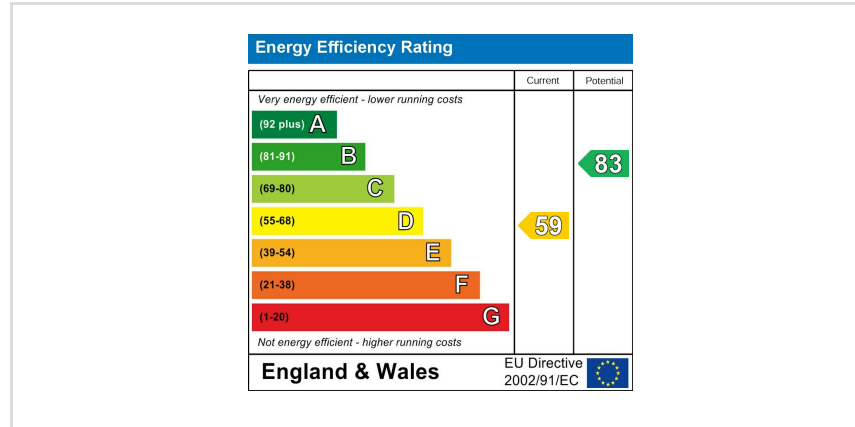 Energy Efficiency Rating
Current Potential
Very energy efficient - lower running costs
(92 plus) A
(81-91) B
83
(69-80) C
(55-68) D
59
(39-54) E
(21-38) F
(1-20) G
Not energy efficient - higher running costs
England & Wales
EU Directive
2002/91/EC